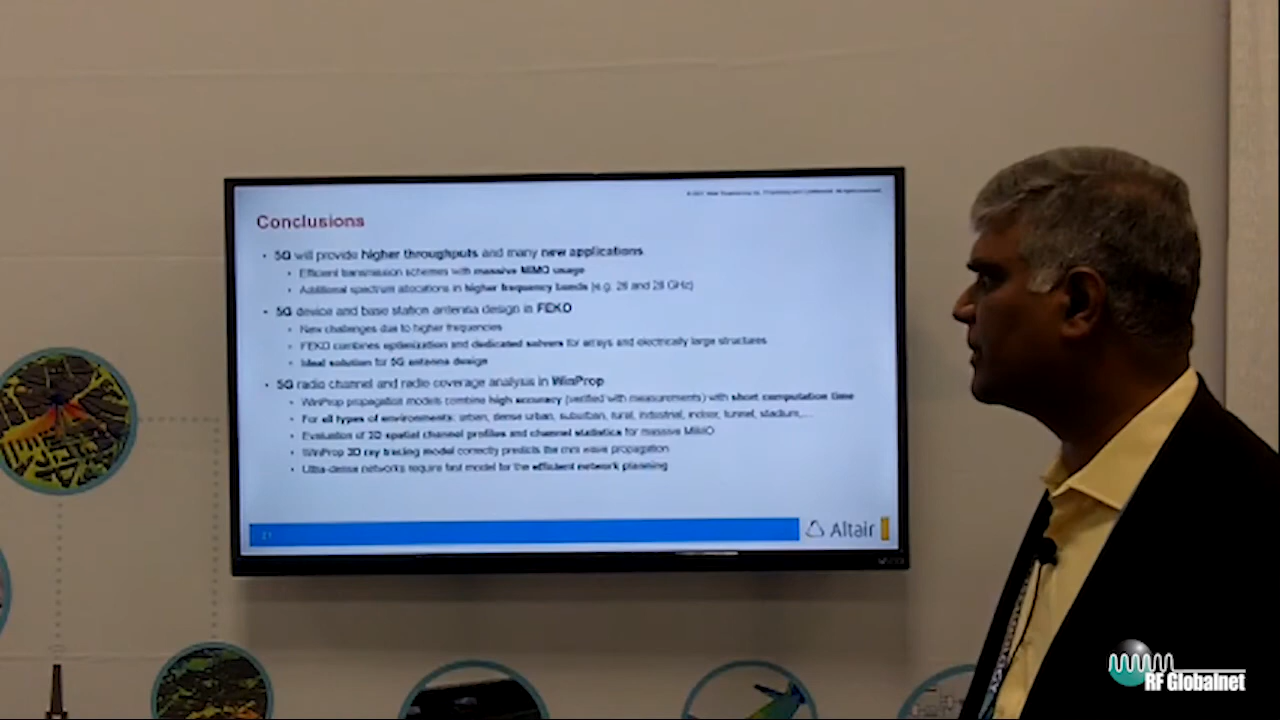 Conclusions
• 5G will provide higher throughputs and many new applications
• Efficient transmission schemes with massive MIMO usage
• Additional spectrum allocations in higher frequency bands (e.g. 26 and 28 GHz)
• 5G device and base station antenna design in FEKO
• New challenges due to higher frequencies
• FEKO combines optimization and dedicated solvers for arrays and electrically large structures
• Ideal solution for 5G antenna design
• 5G radio channel and radio coverage analysis in WinProp
• WinProp propagation models combine high accuracy (verified with measurements) with short computation time
• For all types of environments: urban, dense urban, suburban, rural, industrial, indoor, tunnel, stadium,...
• Evaluation of spatial channel profiles and channel statistics for massive MIMO
• WinProp 3D ray tracing model correctly predicts the mm wave propagation
• Ultra-dense networks require fast model for the efficient network planning
Altair
RF Globalnet